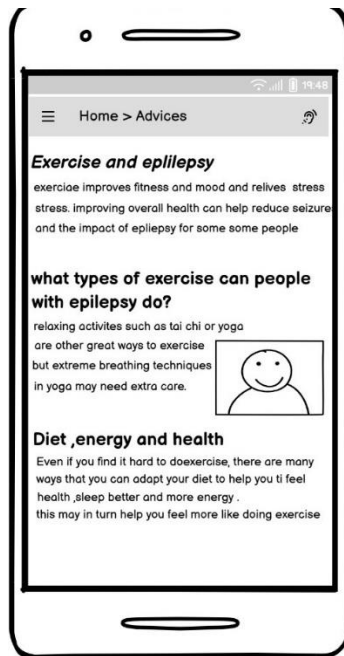 19:48
Home > Advices
Exercise and eplilepsy
exerciae improves fitness and mood and relives stress
stress. improving overall health can help reduce seizure
and the impact of epliepsy for some some people
what types of exercise can people
with epilepsy do?
relaxing activites such as tai chi or yoga
are other great ways to exercise
but extreme breathing techniques
in yoga may need extra care.
Diet ,energy and health
Even if you find it hard to doexercise, there are many
ways that you can adapt your diet to help you ti feel
health ,sleep better and more energy .
this may in turn help you feel more like doing exercise